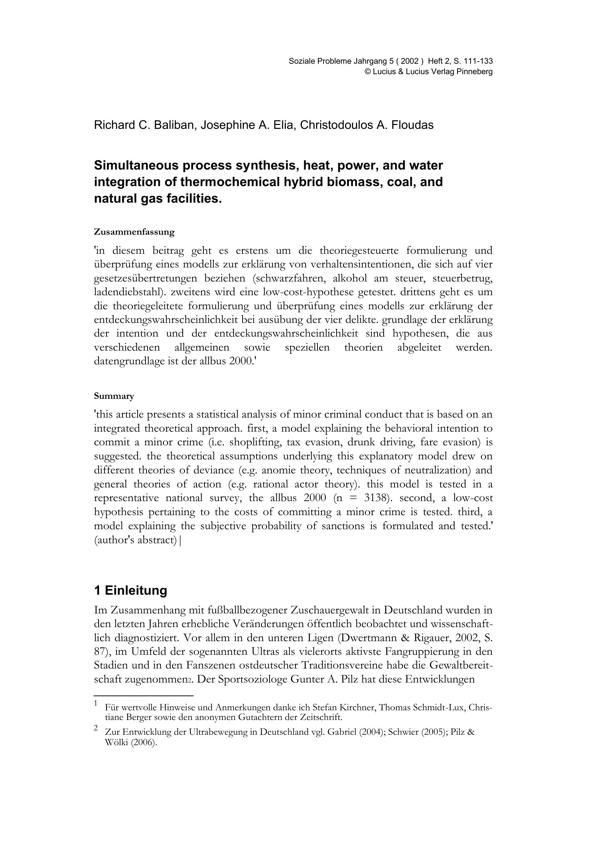 Soziale Probleme Jahrgang 5 ( 2002 ) Heft 2, S. 111-133
© Lucius & Lucius Verlag Pinneberg
Richard C. Baliban, Josephine A. Elia, Christodoulos A. Floudas
Simultaneous process synthesis, heat, power, and water
integration of thermochemical hybrid biomass, coal, and
natural gas facilities.
Zusammenfassung
'in diesem beitrag geht es erstens um die theoriegesteuerte formulierung und
überprüfung eines modells zur erklärung von verhaltensintentionen, die sich auf vier
gesetzesübertretungen beziehen (schwarzfahren, alkohol am steuer, steuerbetrug,
ladendiebstahl). zweitens wird eine low-cost-hypothese getestet. drittens geht es um
die theoriegeleitete formulierung und überprüfung eines modells zur erklärung der
entdeckungswahrscheinlichkeit bei ausübung der vier delikte. grundlage der erklärung
der intention und der entdeckungswahrscheinlichkeit sind hypothesen, die aus
verschiedenen allgemeinen sowie speziellen theorien abgeleitet werden.
datengrundlage ist der allbus 2000.'
Summary
'this article presents a statistical analysis of minor criminal conduct that is based on an
integrated theoretical approach. first, a model explaining the behavioral intention to
commit a minor crime (i.e. shoplifting, tax evasion, drunk driving, fare evasion) is
suggested. the theoretical assumptions underlying this explanatory model drew on
different theories of deviance (e.g. anomie theory, techniques of neutralization) and
general theories of action (e.g. rational actor theory). this model is tested in a
representative national survey, the allbus 2000 (n = 3138). second, a low-cost
hypothesis pertaining to the costs of committing a minor crime is tested. third, a
model explaining the subjective probability of sanctions is formulated and tested.'
(author's abstract)|
1 Einleitung
Im Zusammenhang mit fußballbezogener Zuschauergewalt in Deutschland wurden in
den letzten Jahren erhebliche Veränderungen öffentlich beobachtet und wissenschaft-
lich diagnostiziert. Vor allem in den unteren Ligen (Dwertmann & Rigauer, 2002, S.
87), im Umfeld der sogenannten Ultras als vielerorts aktivste Fangruppierung in den
Stadien und in den Fanszenen ostdeutscher Traditionsvereine habe die Gewaltbereit-
schaft zugenommen2. Der Sportsoziologe Gunter A. Pilz hat diese Entwicklungen
1 Für wertvolle Hinweise und Anmerkungen danke ich Stefan Kirchner, Thomas Schmidt-Lux, Chris-
tiane Berger sowie den anonymen Gutachtern der Zeitschrift.
2 Zur Entwicklung der Ultrabewegung in Deutschland vgl. Gabriel (2004); Schwier (2005); Pilz &
Wölki (2006).